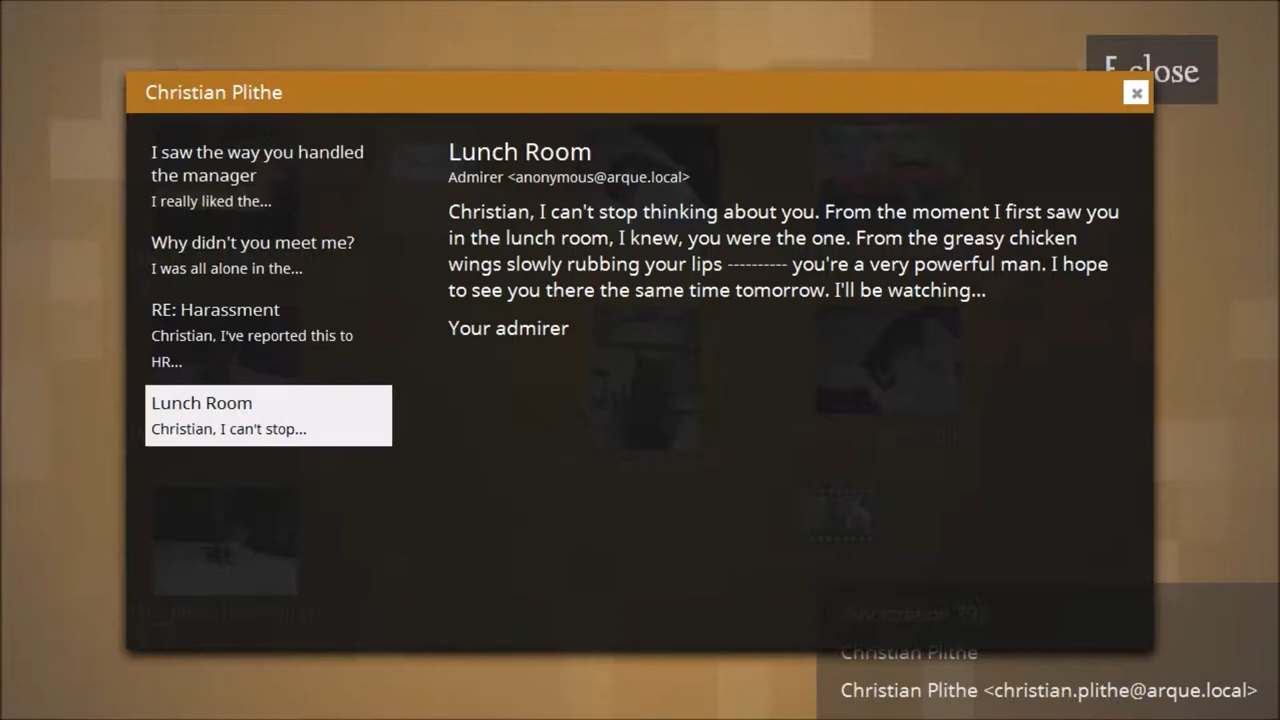 close
Christian Plithe
I saw the way you handled
the manager
I really liked the...
Why didn't you meet me?
I was all alone in the...
RE: Harassment
Christian, I've reported this to
HR...
Lunch Room
Christian, I can't stop...
Lunch Room
Admirer <anonymous@arque.local>
Christian, I can't stop thinking about you. From the moment I first saw you
in the lunch room, I knew, you were the one. From the greasy chicken
wings slowly rubbing your lips ---------- you're a very powerful man. I hope
to see you there the same time tomorrow. I'll be watching...
Your admirer
Christian Plithe
Christian Plithe <christian.plithe@arque.local>